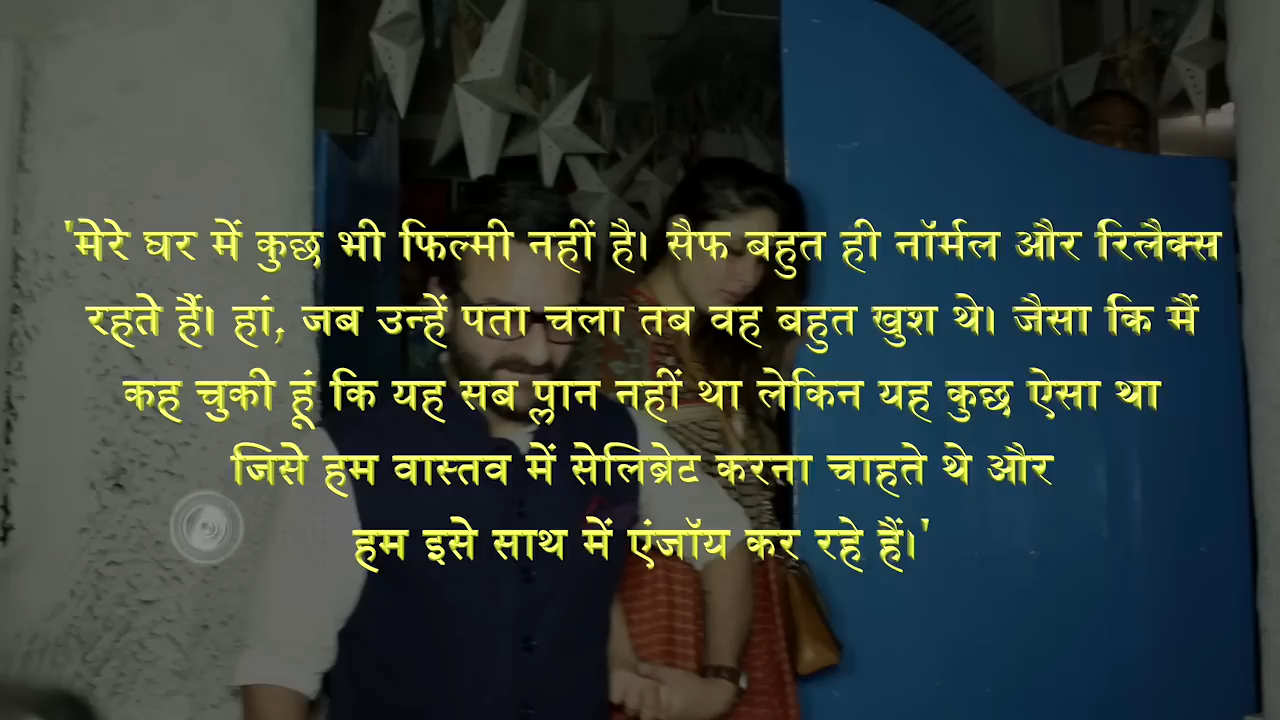 'मेरे घर में कुछ भी फिल्मी नहीं है। सैफ बहुत ही नॉर्मल और रिलैक्स
रहते हैं। हां, जब उन्हें पता चला तब वह बहुत खुश थे। जैसा कि मैं
कह चुकी हूं कि यह सब प्लान नहीं था लेकिन यह कुछ ऐसा था
जिसे हम वास्तव में सेलिब्रेट करना चाहते थे और
हम इसे साथ में एंजॉय कर रहे हैं।'